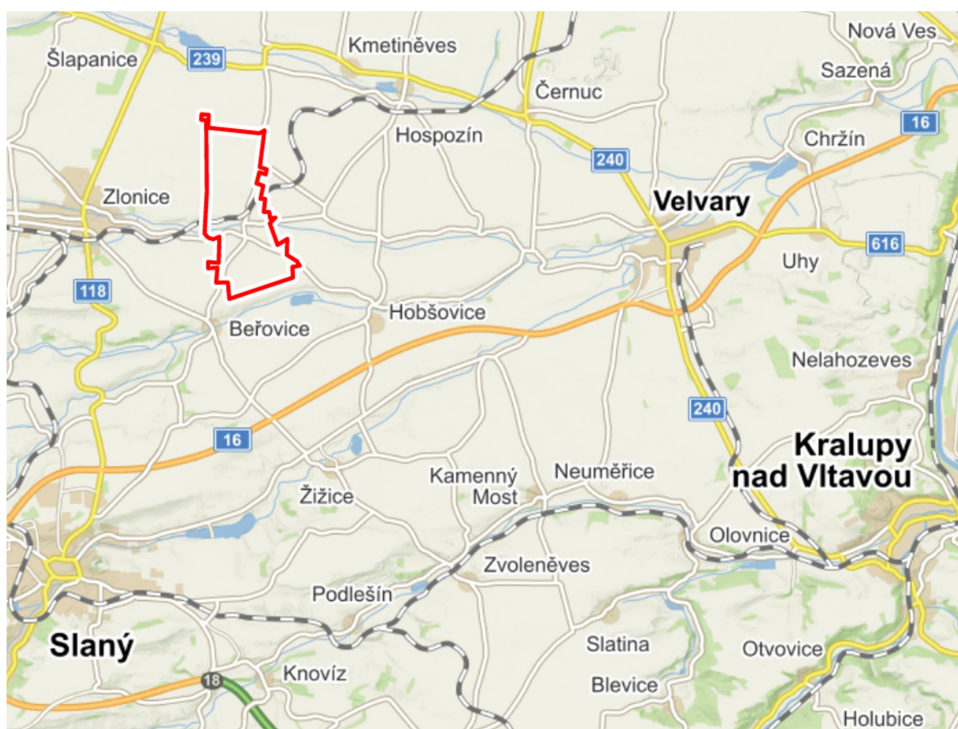 Nová Ves
Kmetiněves
Šlapanice
239
Sazená
Černuc
16
Hospozín
Chržín
240
Zlonice
Velvary
616
Uhy
118
Hobšovice
Beřovice
Nelahozeves
240
16
Kralupy
nad Vltavou
Kamenný
Most
Neuměřice
Žižice
Olovnice
Zvoleněves
Podlešín
Slaný
Slatina
Otvovice
18
Knovíz
Blevice
Holubice